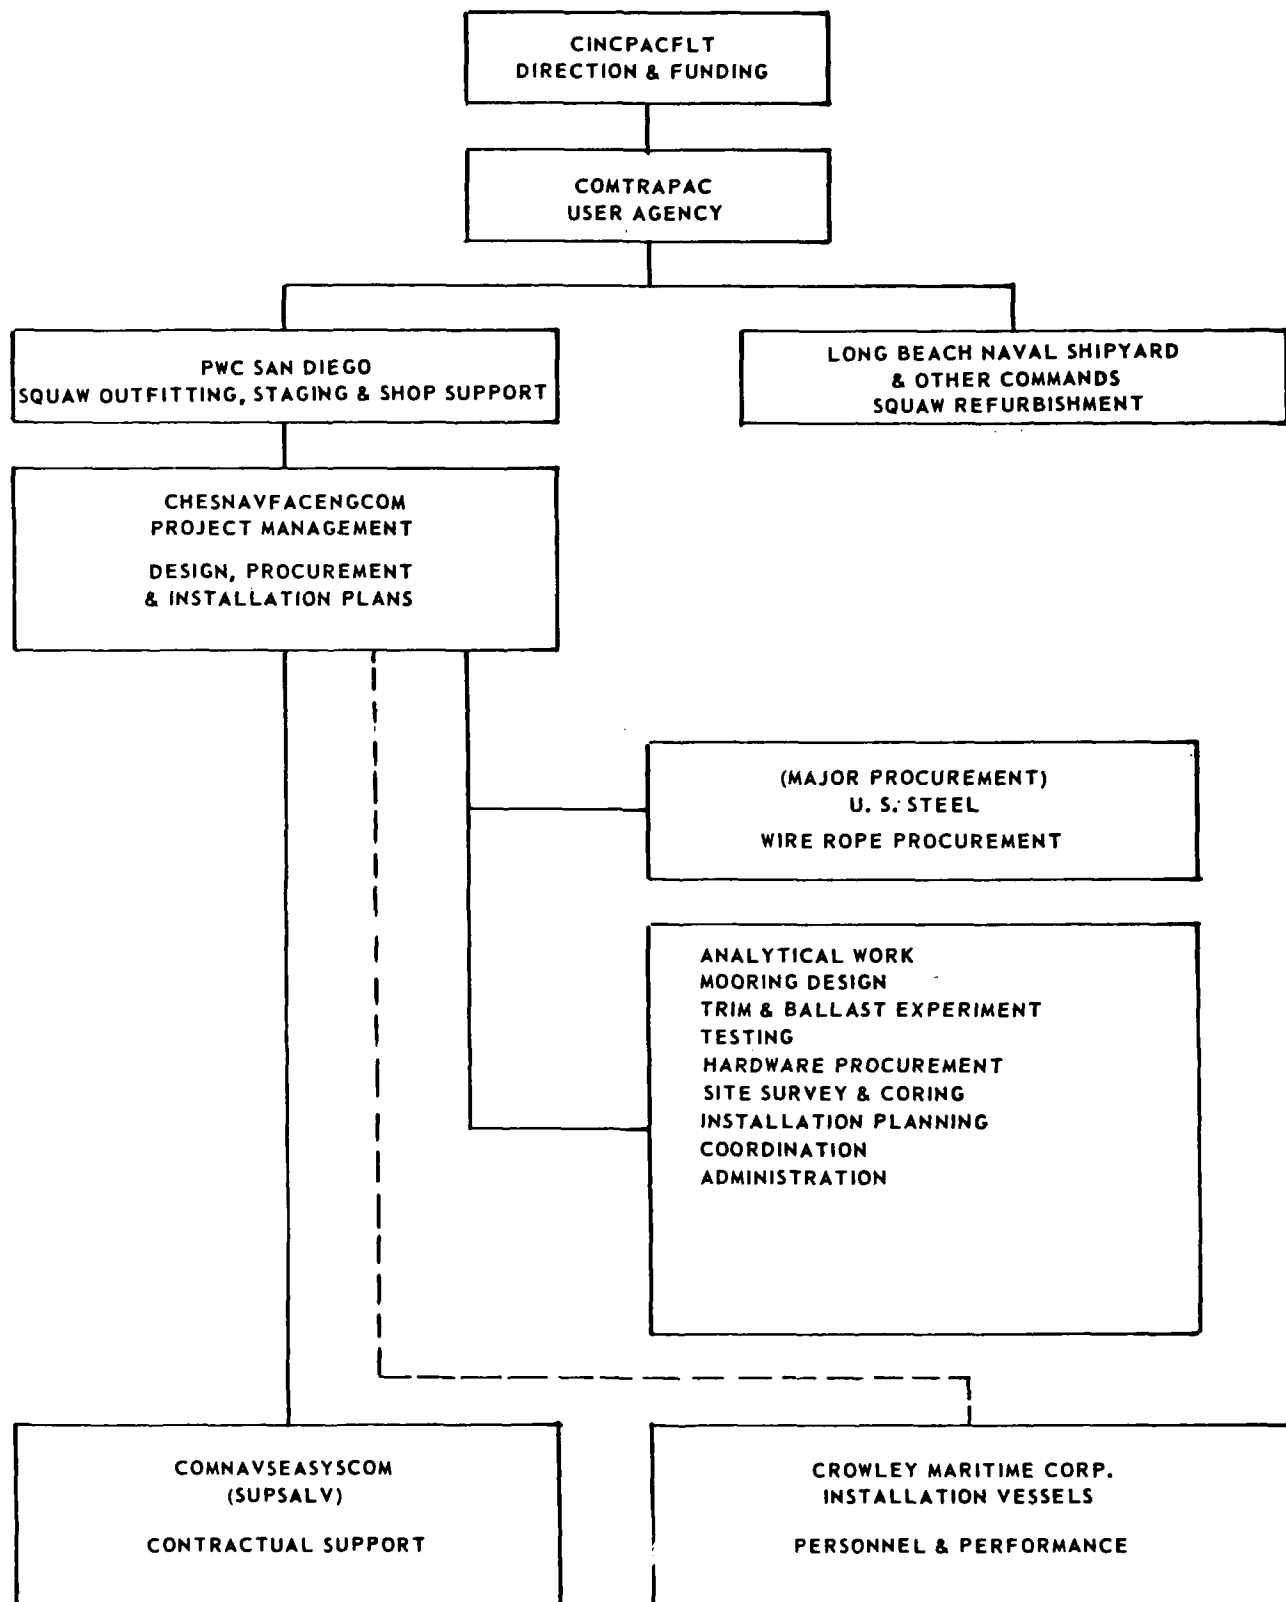 CINCPACFLT
DIRECTION & FUNDING
COMTRAPAC
USER AGENCY
PWC SAN DIEGO
SQUAW OUTFITTING, STAGING & SHOP SUPPORT
LONG BEACH NAVAL SHIPYARD
& OTHER COMMANDS
SQUAW REFURBISHMENT
CHESNAVFACENGCOM
PROJECT MANAGEMENT
DESIGN, PROCUREMENT
& INSTALLATION PLANS
(MAJOR PROCUREMENT)
U. S. STEEL
WIRE ROPE PROCUREMENT
ANALYTICAL WORK
MOORING DESIGN
TRIM & BALLAST EXPERIMENT
TESTING
HARDWARE PROCUREMENT
SITE SURVEY & CORING
INSTALLATION PLANNING
COORDINATION
ADMINISTRATION
COMNAVSEASYSCOM
(SUPSALV)
CONTRACTUAL SUPPORT
CROWLEY MARITIME CORP.
INSTALLATION VESSELS
PERSONNEL & PERFORMANCE